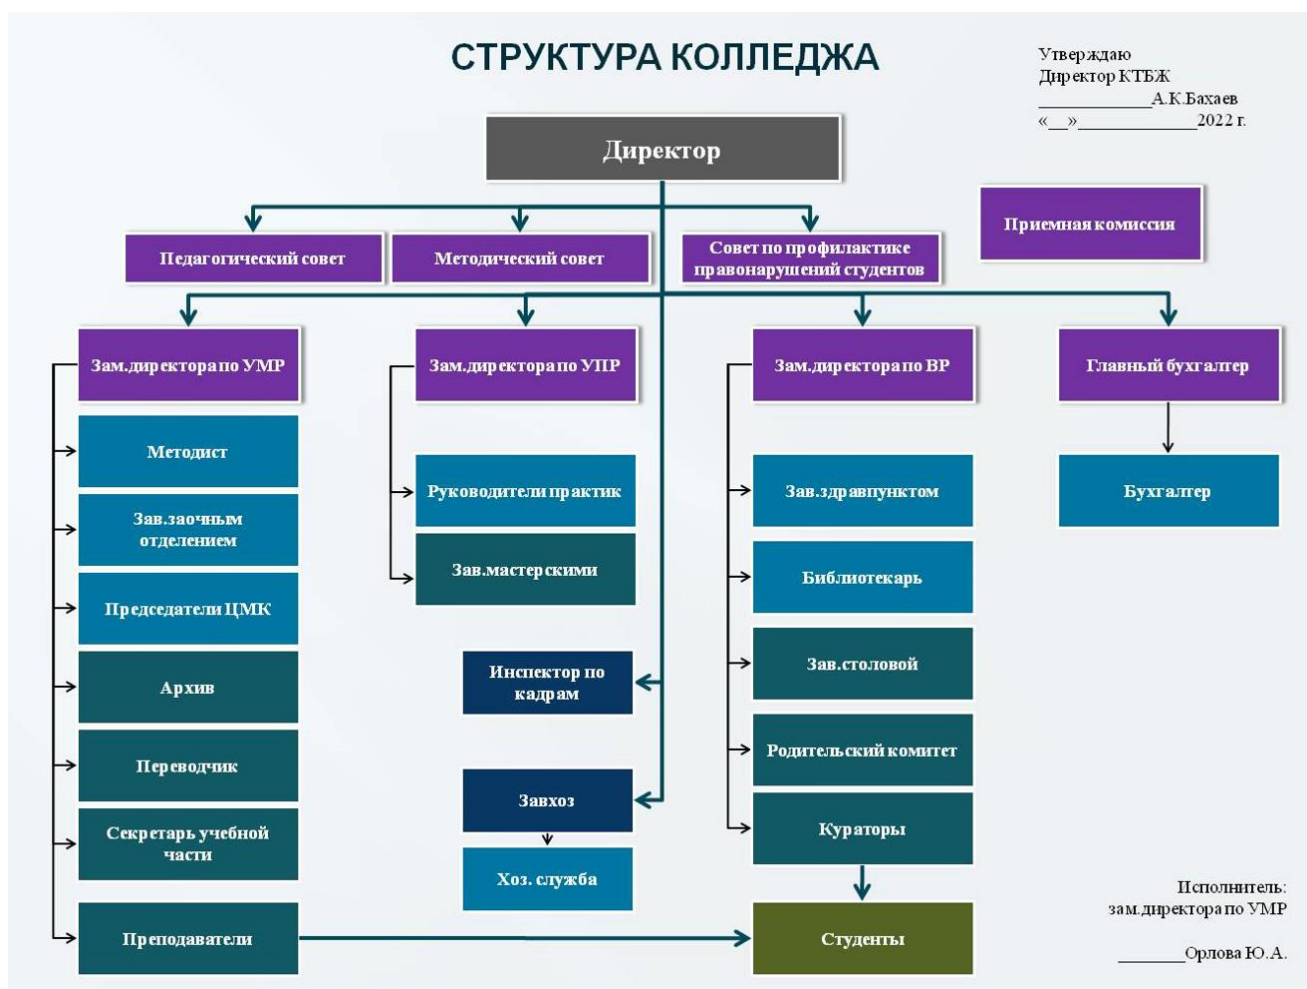 СТРУКТУРА КОЛЛЕДЖА
Утверждаю
Директор КТБЖ
_____________А.К.Бахаев
«__»______________2022 г.
Директор
Приемная комиссия
Педагогический совет
Методический совет
Совет по профилактике
правонарушений студентов
Зам.директора по УМР
Зам.директора по УПР
Зам.директора по ВР
Главный бухгалтер
Методист
Зав.заочным
отделением
Председатели ЦМК
Архив
Переводчик
Секретарь учебной
части
Преподаватели
Руководители практик
Зав.мастерскими
Инспектор по
кадрам
Завхоз
Хоз. служба
Зав.здравпунктом
Библиотекарь
Зав.столовой
Родительский комитет
Кураторы
Студенты
Бухгалтер
Исполнитель:
зам.директора по УМР
________Орлова Ю.А.